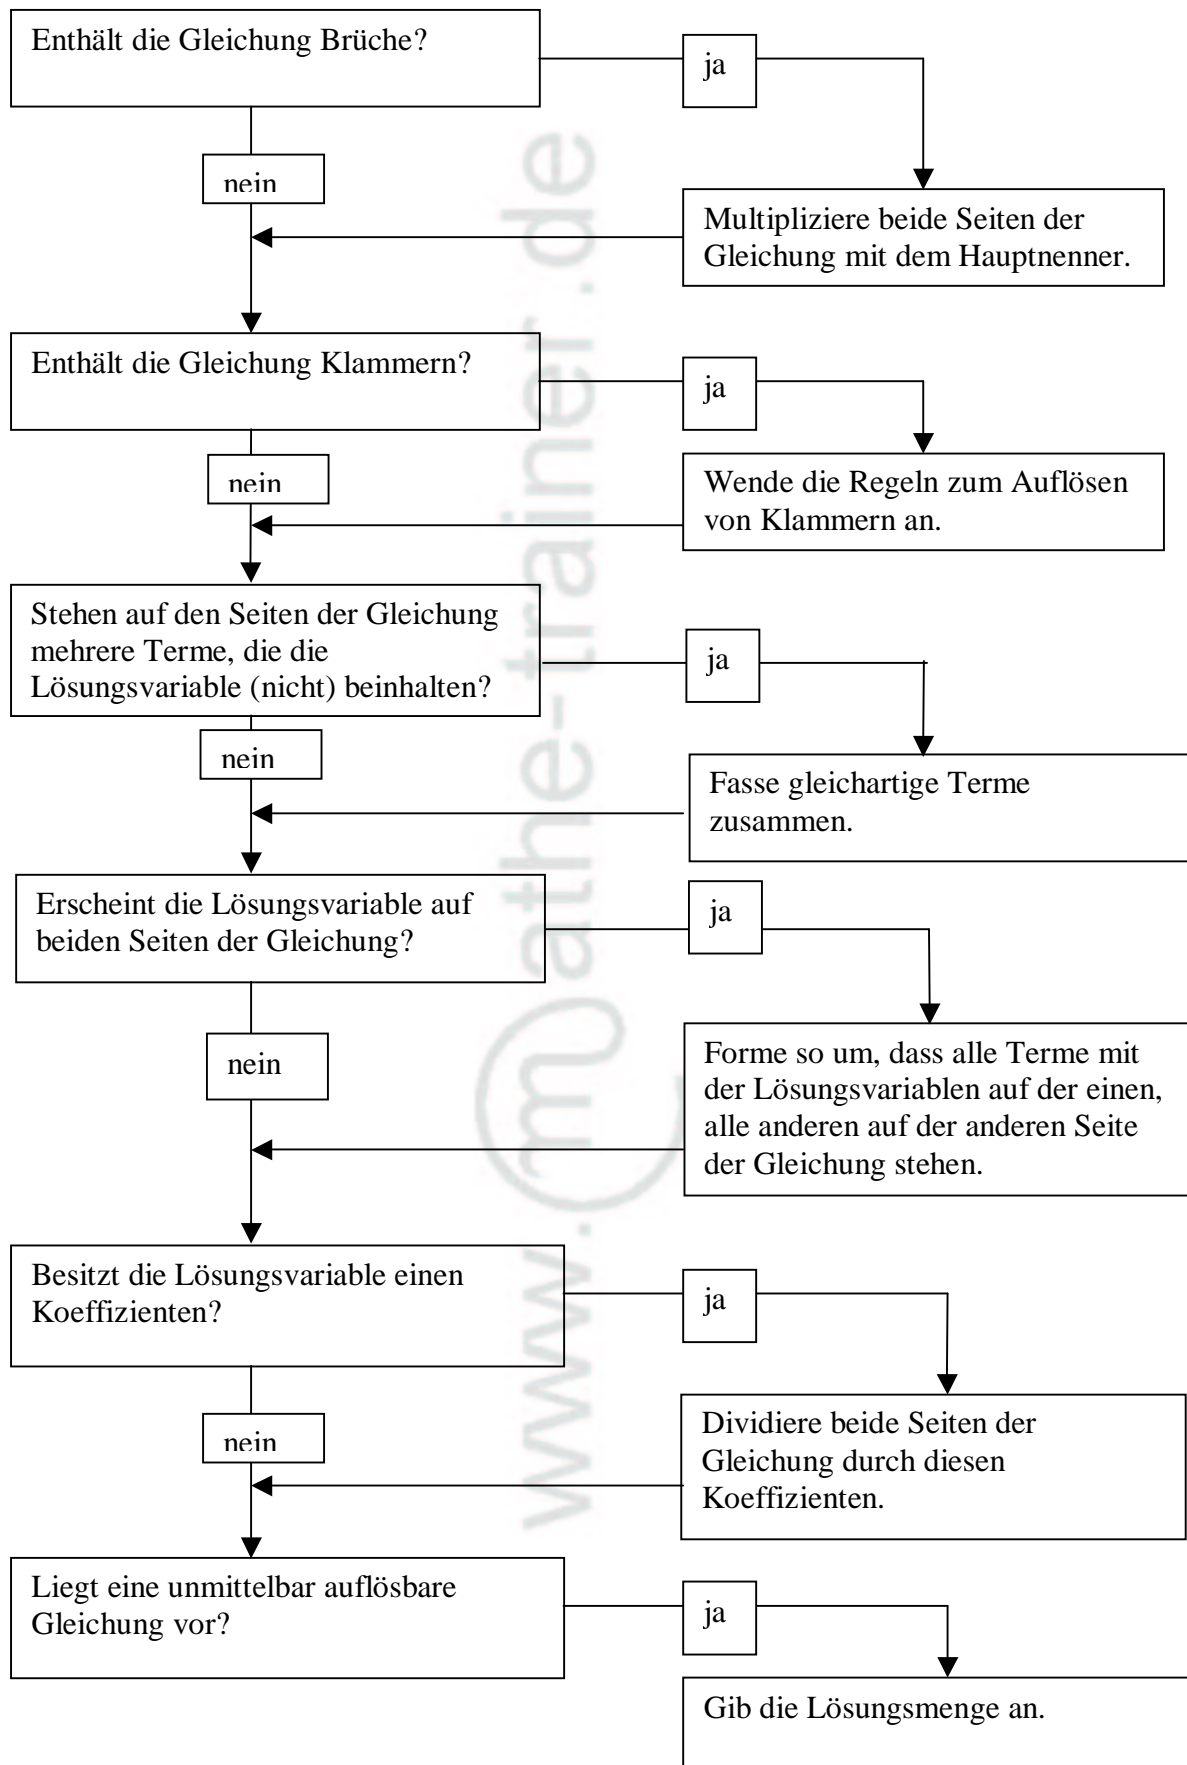 Enthält die Gleichung Brüche?
ja
nein
Multipliziere beide Seiten der
Gleichung mit dem Hauptnenner.
Enthält die Gleichung Klammern?
ja
nein
Wende die Regeln zum Auflösen
von Klammern an.
Stehen auf den Seiten der Gleichung
mehrere Terme, die die
Lösungsvariable (nicht) beinhalten?
ja
nein
Fasse gleichartige Terme
zusammen.
Erscheint die Lösungsvariable auf
beiden Seiten der Gleichung?
ja
nein
Forme so um, dass alle Terme mit
der Lösungsvariablen auf der einen,
alle anderen auf der anderen Seite
der Gleichung stehen.
Besitzt die Lösungsvariable einen
Koeffizienten?
ja
nein
Dividiere beide Seiten der
Gleichung durch diesen
Koeffizienten.
Liegt eine unmittelbar auflösbare
Gleichung vor?
ja
Gib die Lösungsmenge an.
www.mathe-trainer.de